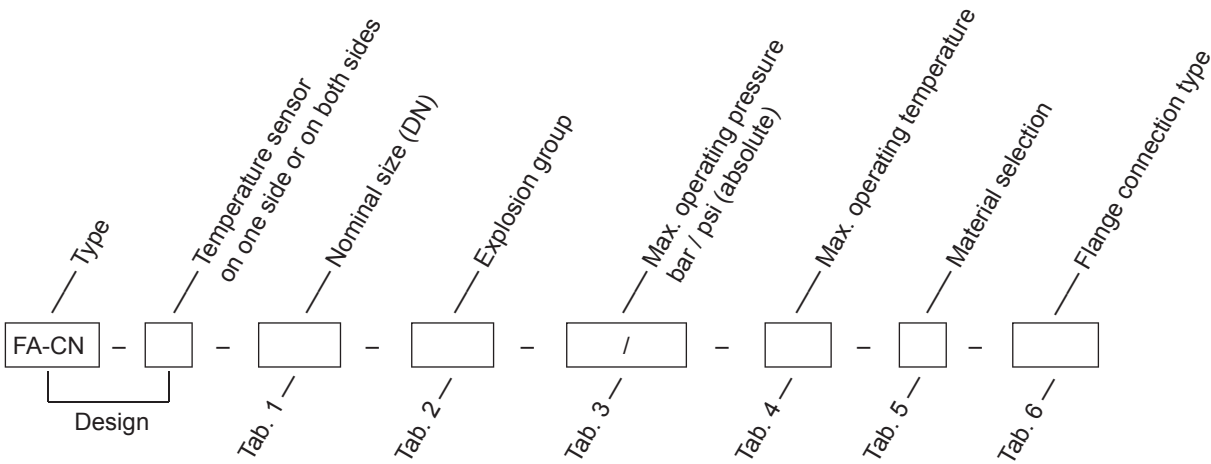 Type
Temperature sensor
on one side or on both sides
Nominal size (DN)
Explosion group
Max. operating pressure
bar / psi (absolute)
Max. operating temperature
Material selection
Flange connection type
FA-CN – – – – / – – –
Design
Tab. 1
Tab. 2
Tab. 3
Tab. 4
Tab. 5
Tab. 6